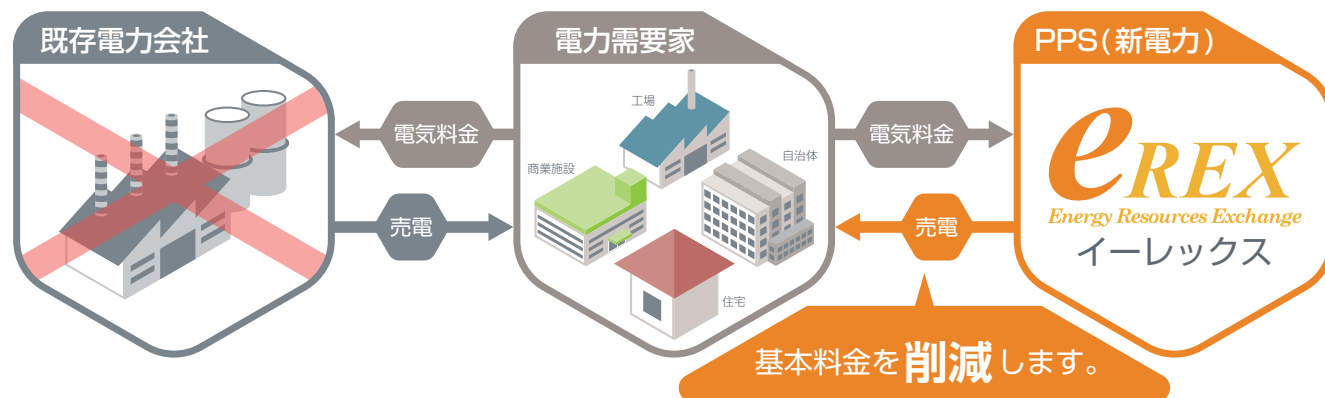 既存電力会社
電気料金
売電
電力需要家
工場
商業施設
自治体
住宅
電気料金
売電
PPS(新電力)
eREX
Energy Resources Exchange
イーレックス
基本料金を削減します。